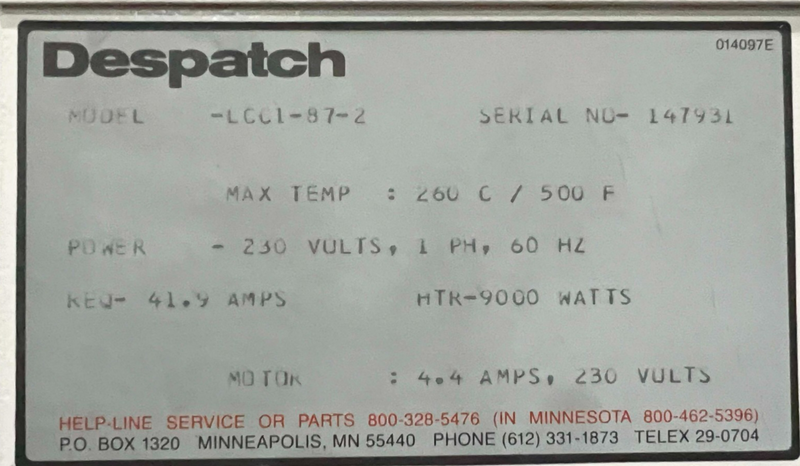 Despatch
014097E
MODEL -LCC1-87-2 SERIAL NO- 147931
MAX TEMP : 260 C / 500 F
POWER - 230 VOLTS, 1 PH, 60 HZ
REQ- 41.9 AMPS HTR-9000 WATTS
MOTOR : 4.4 AMPS, 230 VOLTS
HELP-LINE SERVICE OR PARTS 800-328-5476 (IN MINNESOTA 800-462-5396)
P.O. BOX 1320 MINNEAPOLIS, MN 55440 PHONE (612) 331-1873 TELEX 29-0704